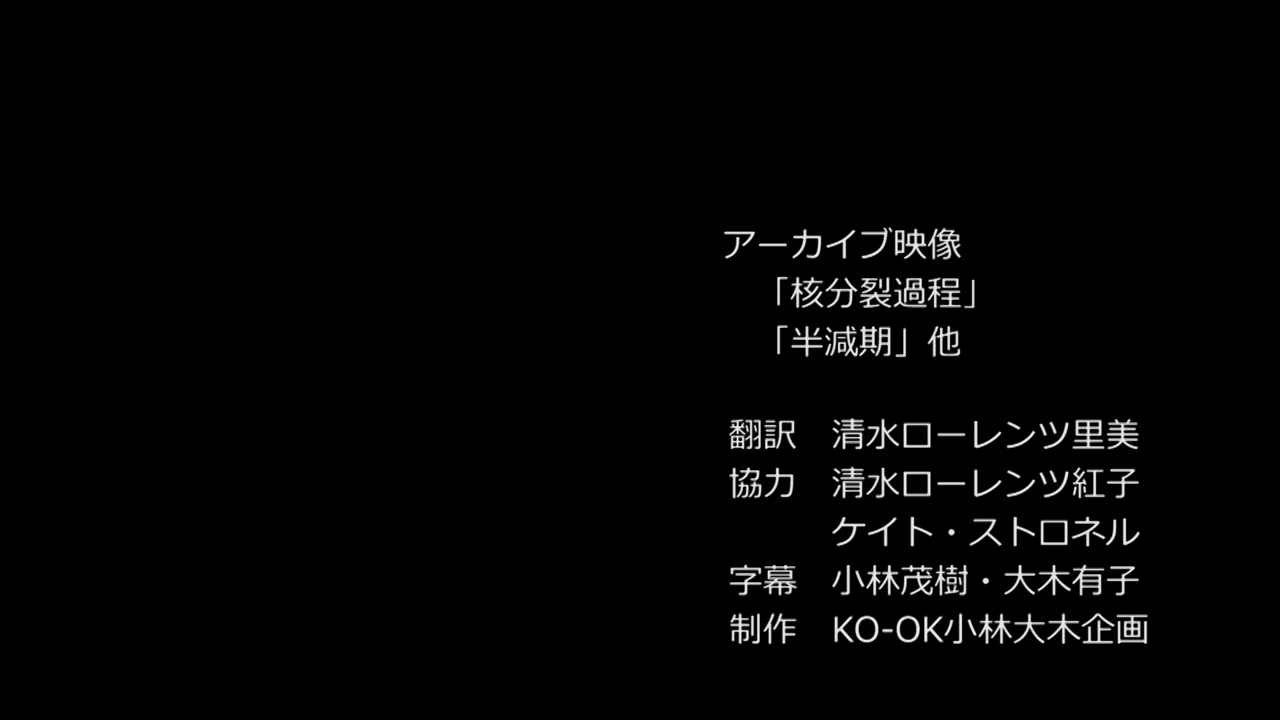 アーカイブ映像
「核分裂過程」
「半減期」他
翻訳　清水ローレンツ里美
協力　清水ローレンツ紅子
ケイト・ストロネル
字幕　小林茂樹・大木有子
制作　KO-OK小林大木企画